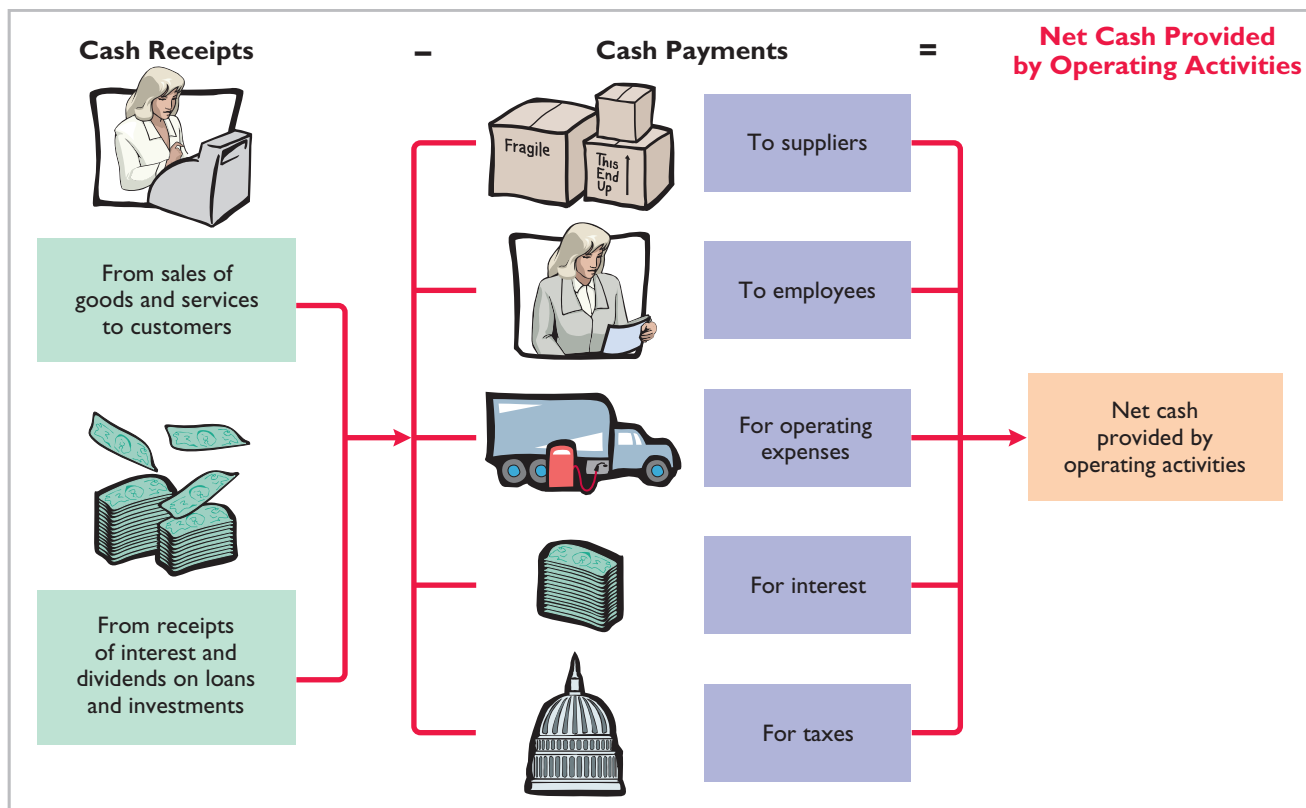 Cash Receipts
–
Cash Payments
=
Net Cash Provided
by Operating Activities
From sales of
goods and services
to customers
From receipts
of interest and
dividends on loans
and investments
Fragile
This
End
Up
To suppliers
To employees
For operating
expenses
For interest
For taxes
Net cash
provided by
operating activities